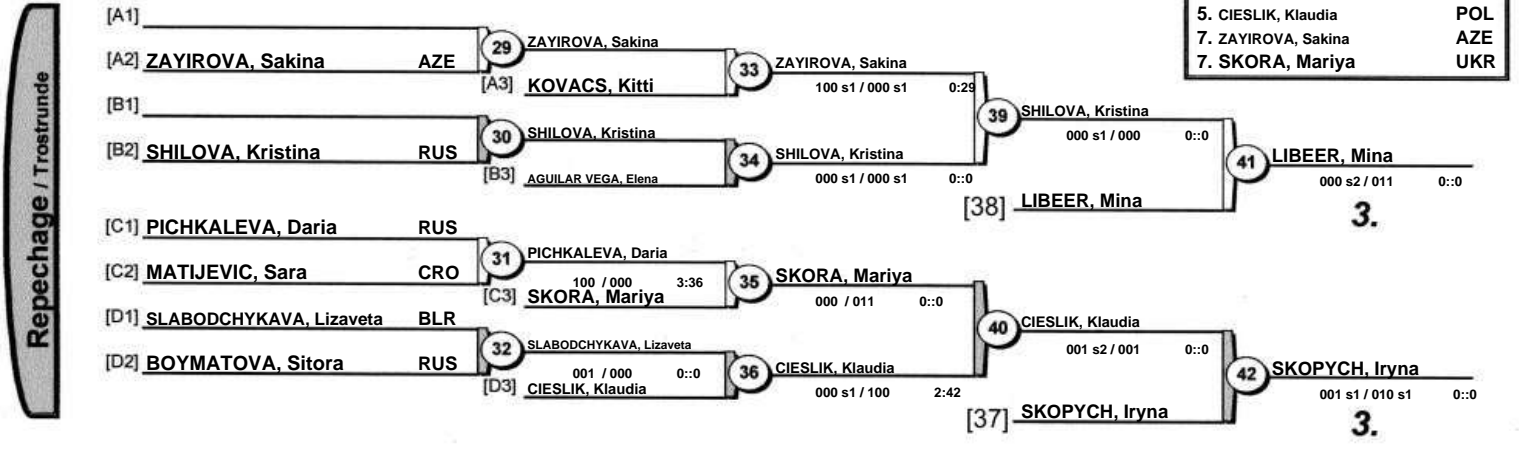 5. CIESLIK, Klaudia POL
7. ZAYIROVA, Sakina AZE
7. SKORA, Mariya UKR
Repechage / Trostrunde
[A1]
[A2] ZAYIROVA, Sakina AZE
29 ZAYIROVA, Sakina
[A3] KOVACS, Kitti
33 ZAYIROVA, Sakina
100 s1 / 000 s1 0:29
[B1]
[B2] SHILOVA, Kristina RUS
30 SHILOVA, Kristina
[B3] AGUILAR VEGA, Elena
34 SHILOVA, Kristina
000 s1 / 000 s1 0::0
39 SHILOVA, Kristina
000 s1 / 000 0::0
[38] LIBEER, Mina
41 LIBEER, Mina
000 s2 / 011 0::0
3.
[C1] PICHKALEVA, Daria RUS
[C2] MATIJEVIC, Sara CRO
31 PICHKALEVA, Daria
100 / 000 3:36
[C3] SKORA, Mariya
35 SKORA, Mariya
000 / 011 0::0
[D1] SLABODCHYKAVA, Lizaveta BLR
[D2] BOYMATOVA, Sitora RUS
32 SLABODCHYKAVA, Lizaveta
001 / 000 0::0
[D3] CIESLIK, Klaudia
36 CIESLIK, Klaudia
000 s1 / 100 2:42
40 CIESLIK, Klaudia
001 s2 / 001 0::0
[37] SKOPYCH, Iryna
42 SKOPYCH, Iryna
001 s1 / 010 s1 0::0
3.